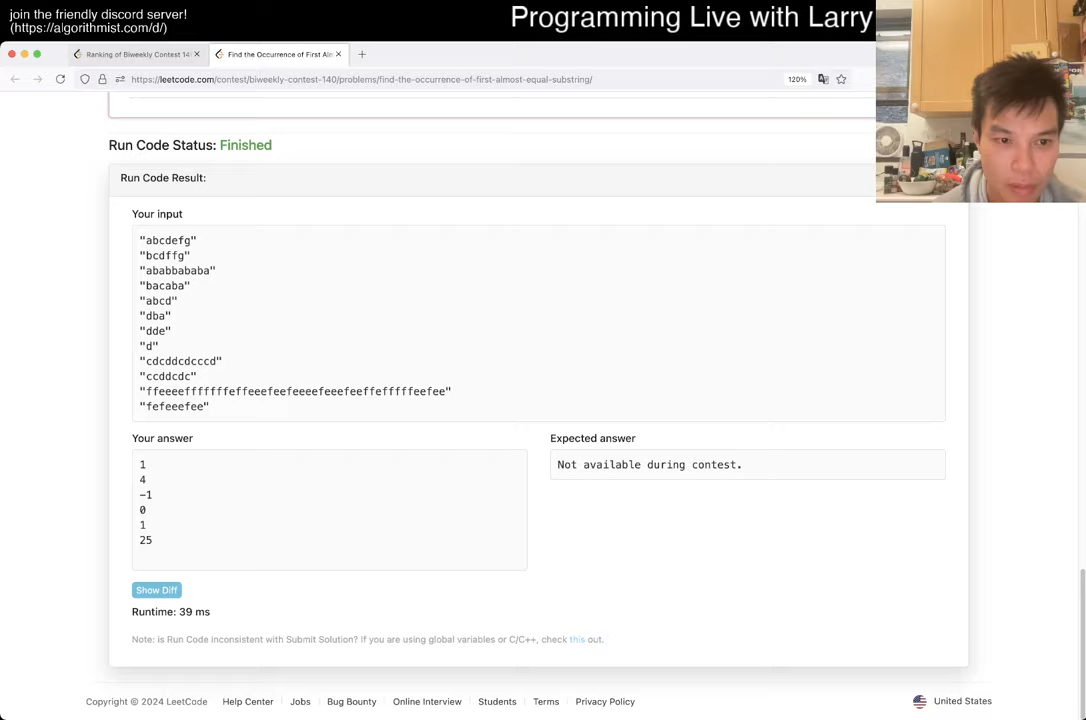 join the friendly discord server!
(https://algorithmist.com/d/)
Programming Live with Larry
Ranking of Biweekly Contest 14
Find the Occurrence of First Alm
https://leetcode.com/contest/biweekly-contest-140/problems/find-the-occurrence-of-first-almost-equal-substring/
120%
Run Code Status: Finished
Run Code Result:
Your input
"abcdefg"
"bcdffg"
"ababbababa"
"bacaba"
"abcd"
"dba"
"dde"
"d"
"cdcddcdcccd"
"ccddcdc"
"ffeeeefffffffeffeeefeefeeeefeeefeeffefffffeefee"
"fefeeefee"
Your answer
1
4
-1
0
1
25
Expected answer
Not available during contest.
Show Diff
Runtime: 39 ms
Note: is Run Code inconsistent with Submit Solution? If you are using global variables or C/C++, check this out.
Copyright © 2024 LeetCode
Help Center
Jobs
Bug Bounty
Online Interview
Students
Terms
Privacy Policy
United States